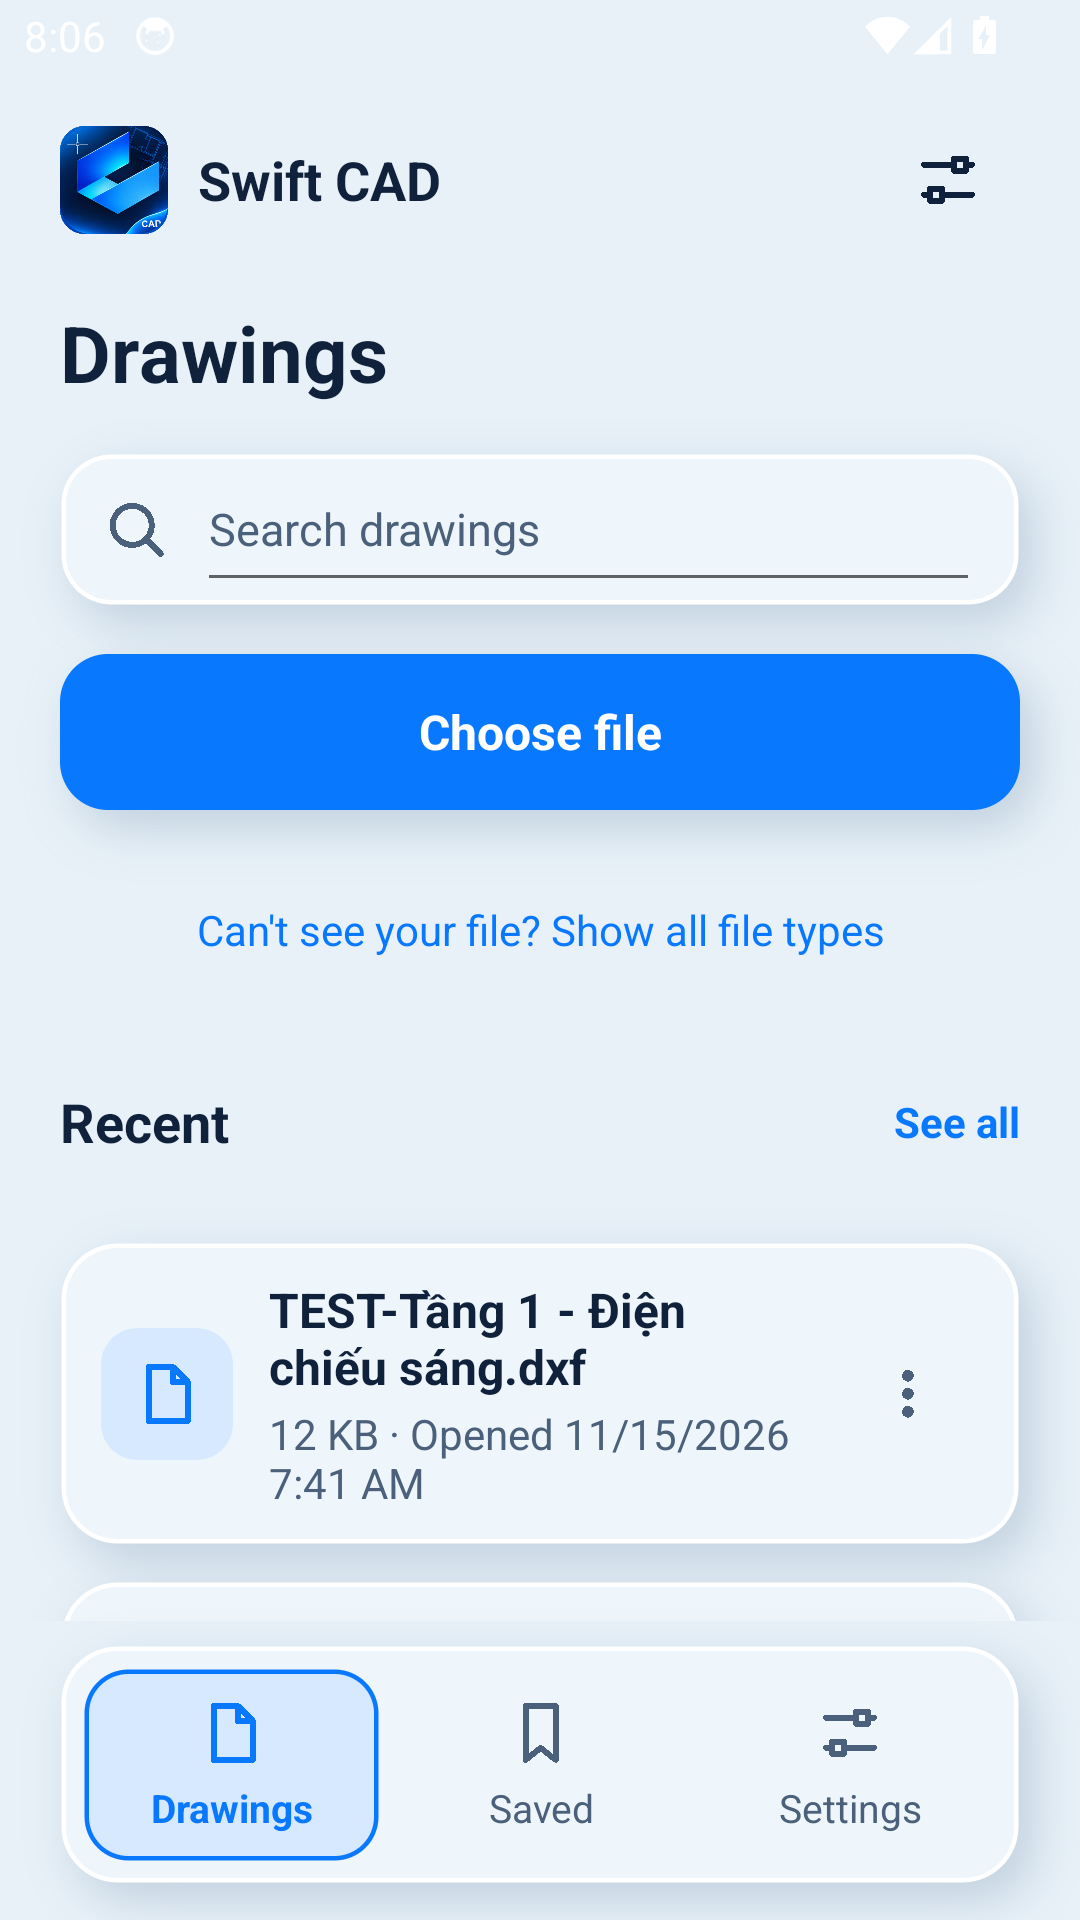 8:06
CAD
Swift CAD
Drawings
Search drawings
Choose file
Can't see your file? Show all file types
Recent
See all
TEST-Tầng 1 - Điện
chiếu sáng.dxf
12 KB · Opened 11/15/2026
7:41 AM
Drawings
Saved
Settings